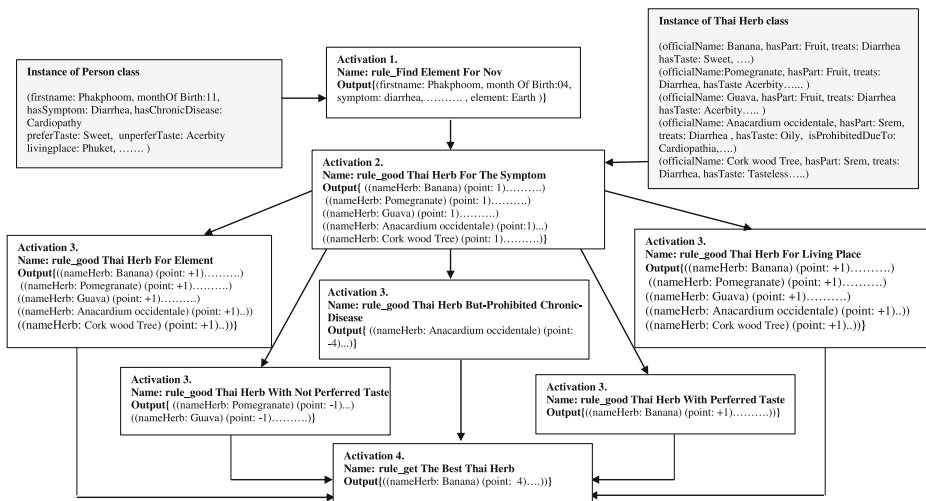 Instance of Person class
(firstname: Phakphoom, monthOf Birth:11,
hasSymptom: Diarrhea, hasChronicDisease:
Cardiopathy
preferTaste: Sweet,  unperferTaste: Acerbity
livingplace: Phuket, ……. )
Activation 1.
Name: rule_Find Element For Nov
Output{(firstname: Phakphoom, month Of Birth:04,
symptom: diarrhea, ……… , element: Earth )}
Instance of Thai Herb class
(officialName: Banana, hasPart: Fruit, treats: Diarrhea
hasTaste: Sweet, ….)
(officialName:Pomegranate, hasPart: Fruit, treats:
Diarrhea, hasTaste Acerbity…... )
(officialName: Guava, hasPart: Fruit, treats: Diarrhea
hasTaste: Acerbity….. )
(officialName: Anacardium occidentale, hasPart: Srem,
treats: Diarrhea , hasTaste: Oily,  isProhibitedDueTo:
Cardiopathia,…)
(officialName: Cork wood Tree, hasPart: Srem, treats:
Diarrhea, hasTaste: Tasteless…..)
Activation 2.
Name: rule_good Thai Herb For The Symptom
Output{ ((nameHerb: Banana) (point: 1)……….)
((nameHerb: Pomegranate) (point: 1)……….)
((nameHerb: Guava) (point: 1)……….)
((nameHerb: Anacardium occidentale) (point:1)...)
((nameHerb: Cork wood Tree) (point: 1)……….)}
Activation 3.
Name: rule_good Thai Herb For Element
Output{((nameHerb: Banana) (point: +1)……….)
((nameHerb: Pomegranate) (point: +1)……….)
((nameHerb: Guava) (point: +1)……….)
((nameHerb: Anacardium occidentale) (point: +1)..))
((nameHerb: Cork wood Tree) (point: +1)..))}
Activation 3.
Name: rule_good Thai Herb But-Prohibited Chronic-
Disease
Output{ ((nameHerb: Anacardium occidentale) (point:
-4)...)}
Activation 3.
Name: rule_good Thai Herb For Living Place
Output{((nameHerb: Banana) (point: +1)……….)
((nameHerb: Pomegranate) (point: +1)……….)
((nameHerb: Guava) (point: +1)……….)
((nameHerb: Anacardium occidentale) (point: +1)..))
((nameHerb: Cork wood Tree) (point: +1)..))}
Activation 3.
Name: rule_good Thai Herb With Not Perferred Taste
Output{ ((nameHerb: Pomegranate) (point: -1)...)
((nameHerb: Guava) (point: -1)……….)}
Activation 3.
Name: rule_good Thai Herb With Perferred Taste
Output{((nameHerb: Banana) (point: +1)……….))}
Activation 4.
Name: rule_get The Best Thai Herb
Output{((nameHerb: Banana) (point:  4)….))}